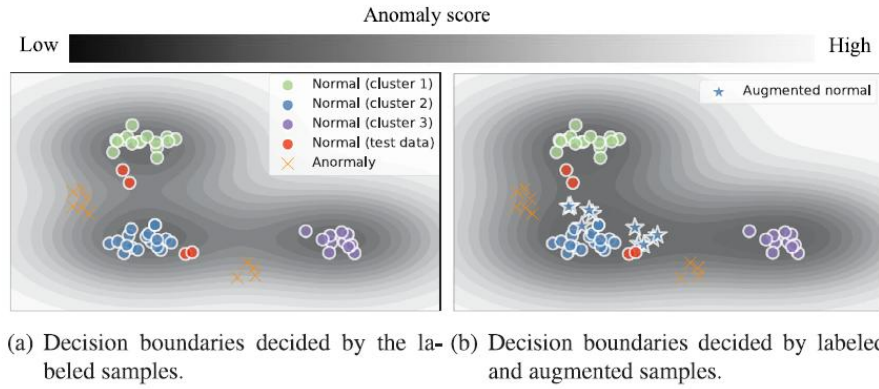 Anomaly score
Low High
Normal (cluster 1)
Normal (cluster 2)
Normal (cluster 3)
Normal (test data)
Anormaly
Augmented normal
(a) Decision boundaries decided by the la-
beled samples.
(b) Decision boundaries decided by labeled
and augmented samples.